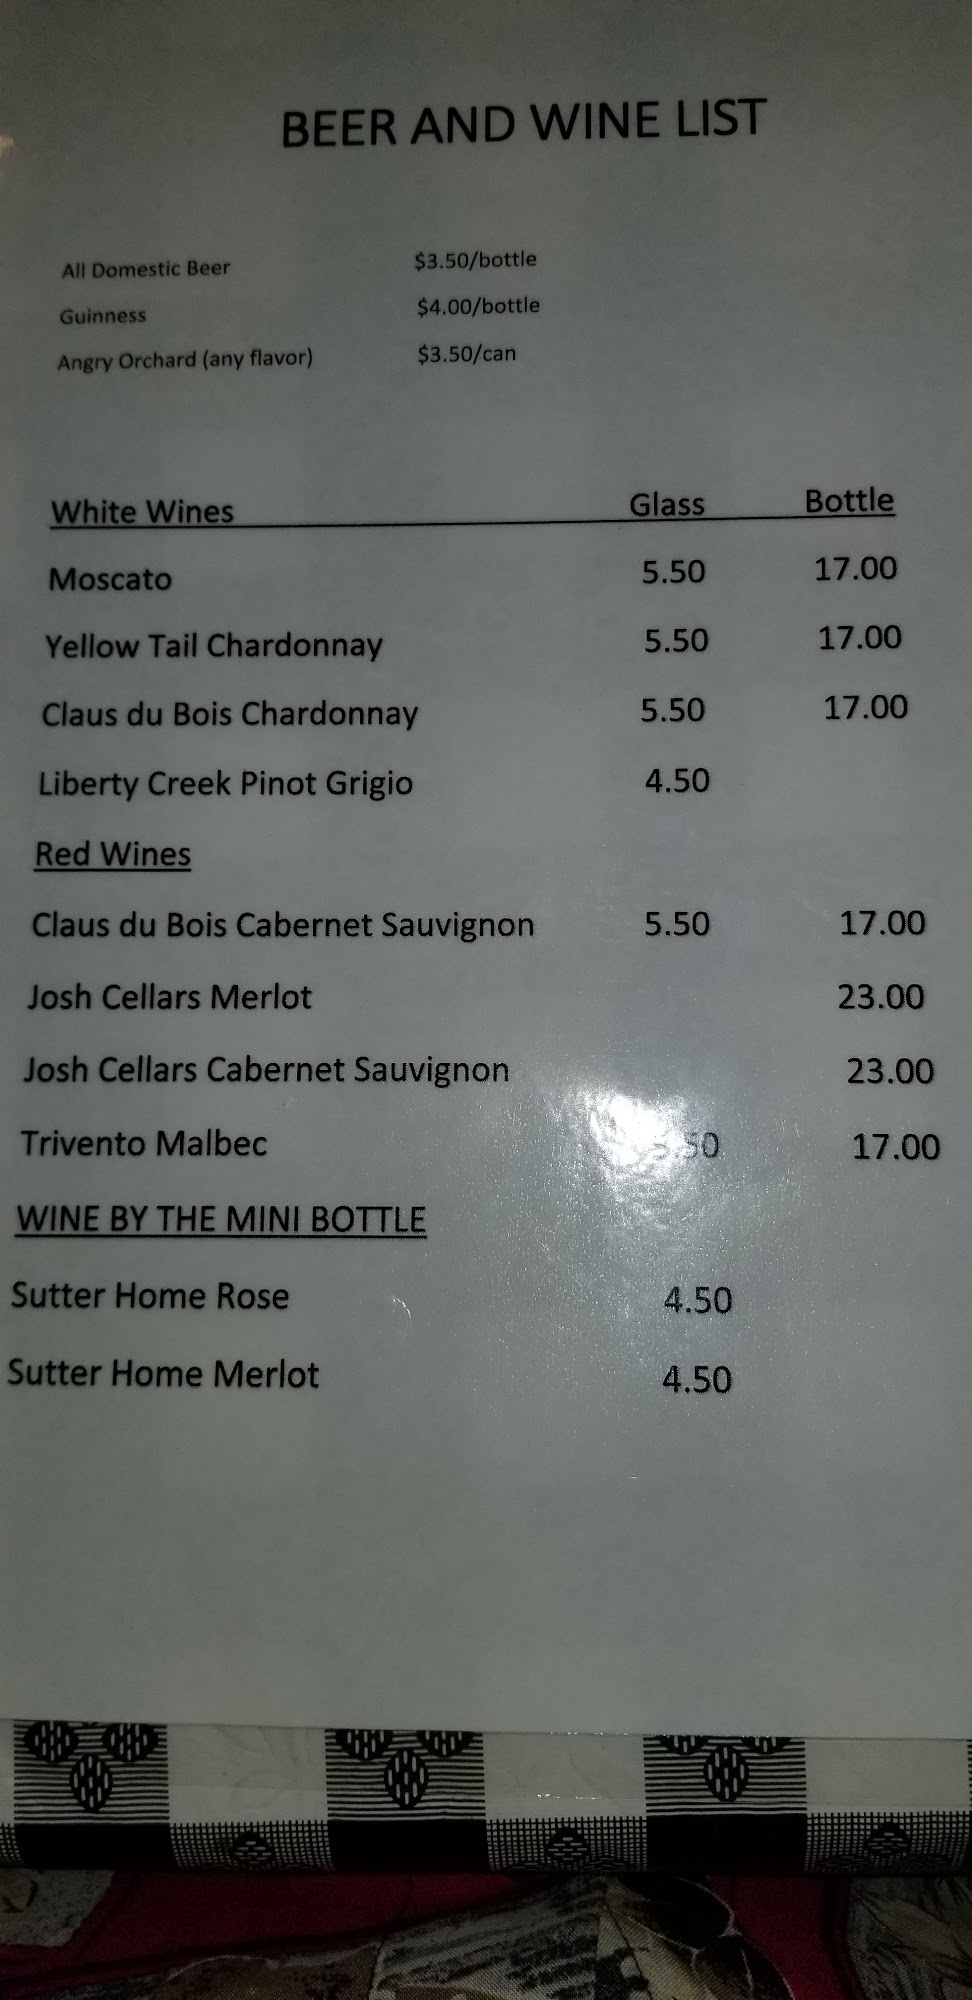 BEER AND WINE LIST
All Domestic Beer $3.50/bottle
Guinness $4.00/bottle
Angry Orchard (any flavor) $3.50/can
White Wines Glass Bottle
Moscato 5.50 17.00
Yellow Tail Chardonnay 5.50 17.00
Claus du Bois Chardonnay 5.50 17.00
Liberty Creek Pinot Grigio 4.50
Red Wines
Claus du Bois Cabernet Sauvignon 5.50 17.00
Josh Cellars Merlot 23.00
Josh Cellars Cabernet Sauvignon 23.00
Trivento Malbec 5.50 17.00
WINE BY THE MINI BOTTLE
Sutter Home Rose 4.50
Sutter Home Merlot 4.50